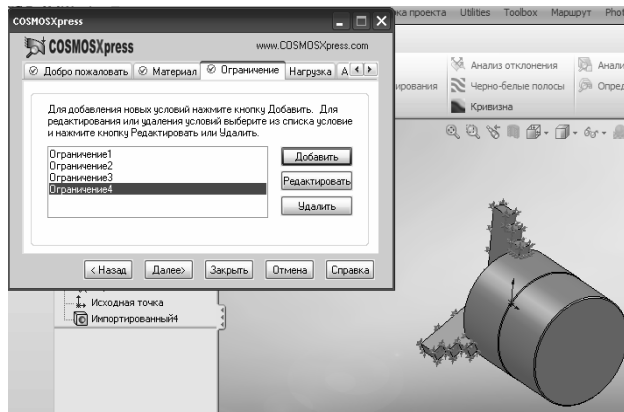 COSMOSXpress
COSMOSXpress
www.COSMOSXpress.com
Добро пожаловать
Материал
Ограничение
Нагрузка
А
Для добавления новых условий нажмите кнопку Добавить. Для
редактирования или удаления условий выберите из списка условие
и нажмите кнопку Редактировать или Удалить.
Ограничение1
Ограничение2
Ограничение3
Ограничение4
Добавить
Редактировать
Удалить
< Назад
Далее>
Закрыть
Отмена
Справка
ка проекта
Utilities
Toolbox
Маршрут
Phot
Анализ отклонения
Анали
ирования
Черно-белые полосы
Опред
Кривизна
Исходная точка
Импортированный4